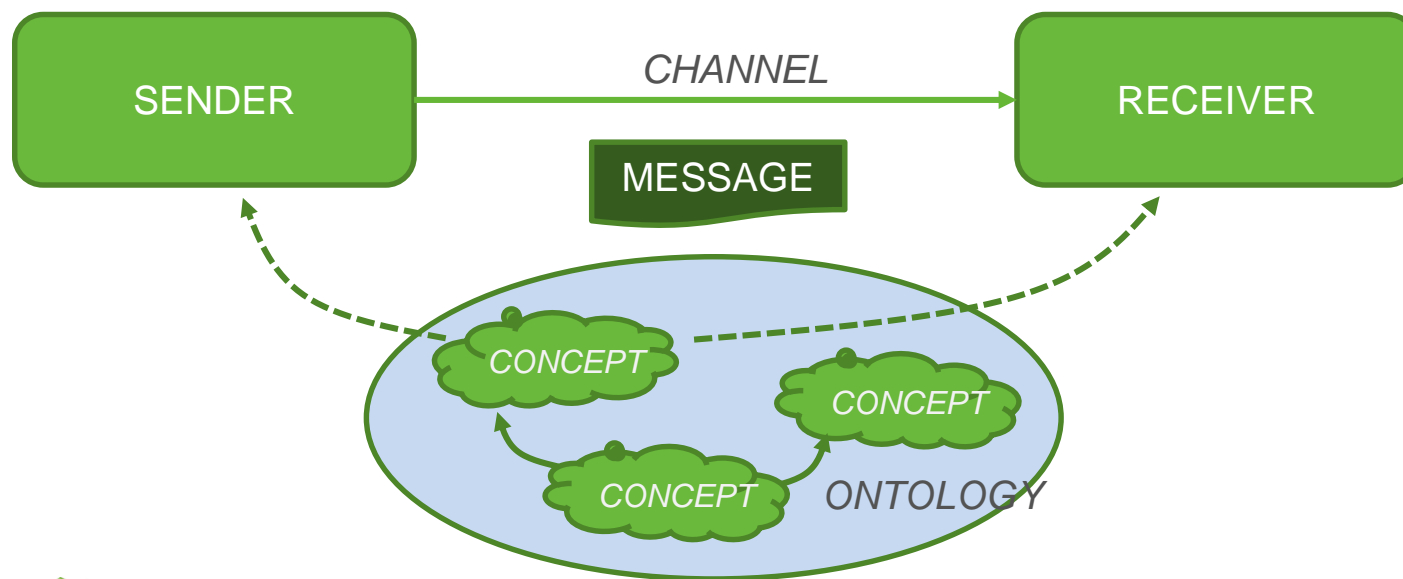 CHANNEL
SENDER
RECEIVER
MESSAGE
CONCEPT
CONCEPT
CONCEPT
ONTOLOGY